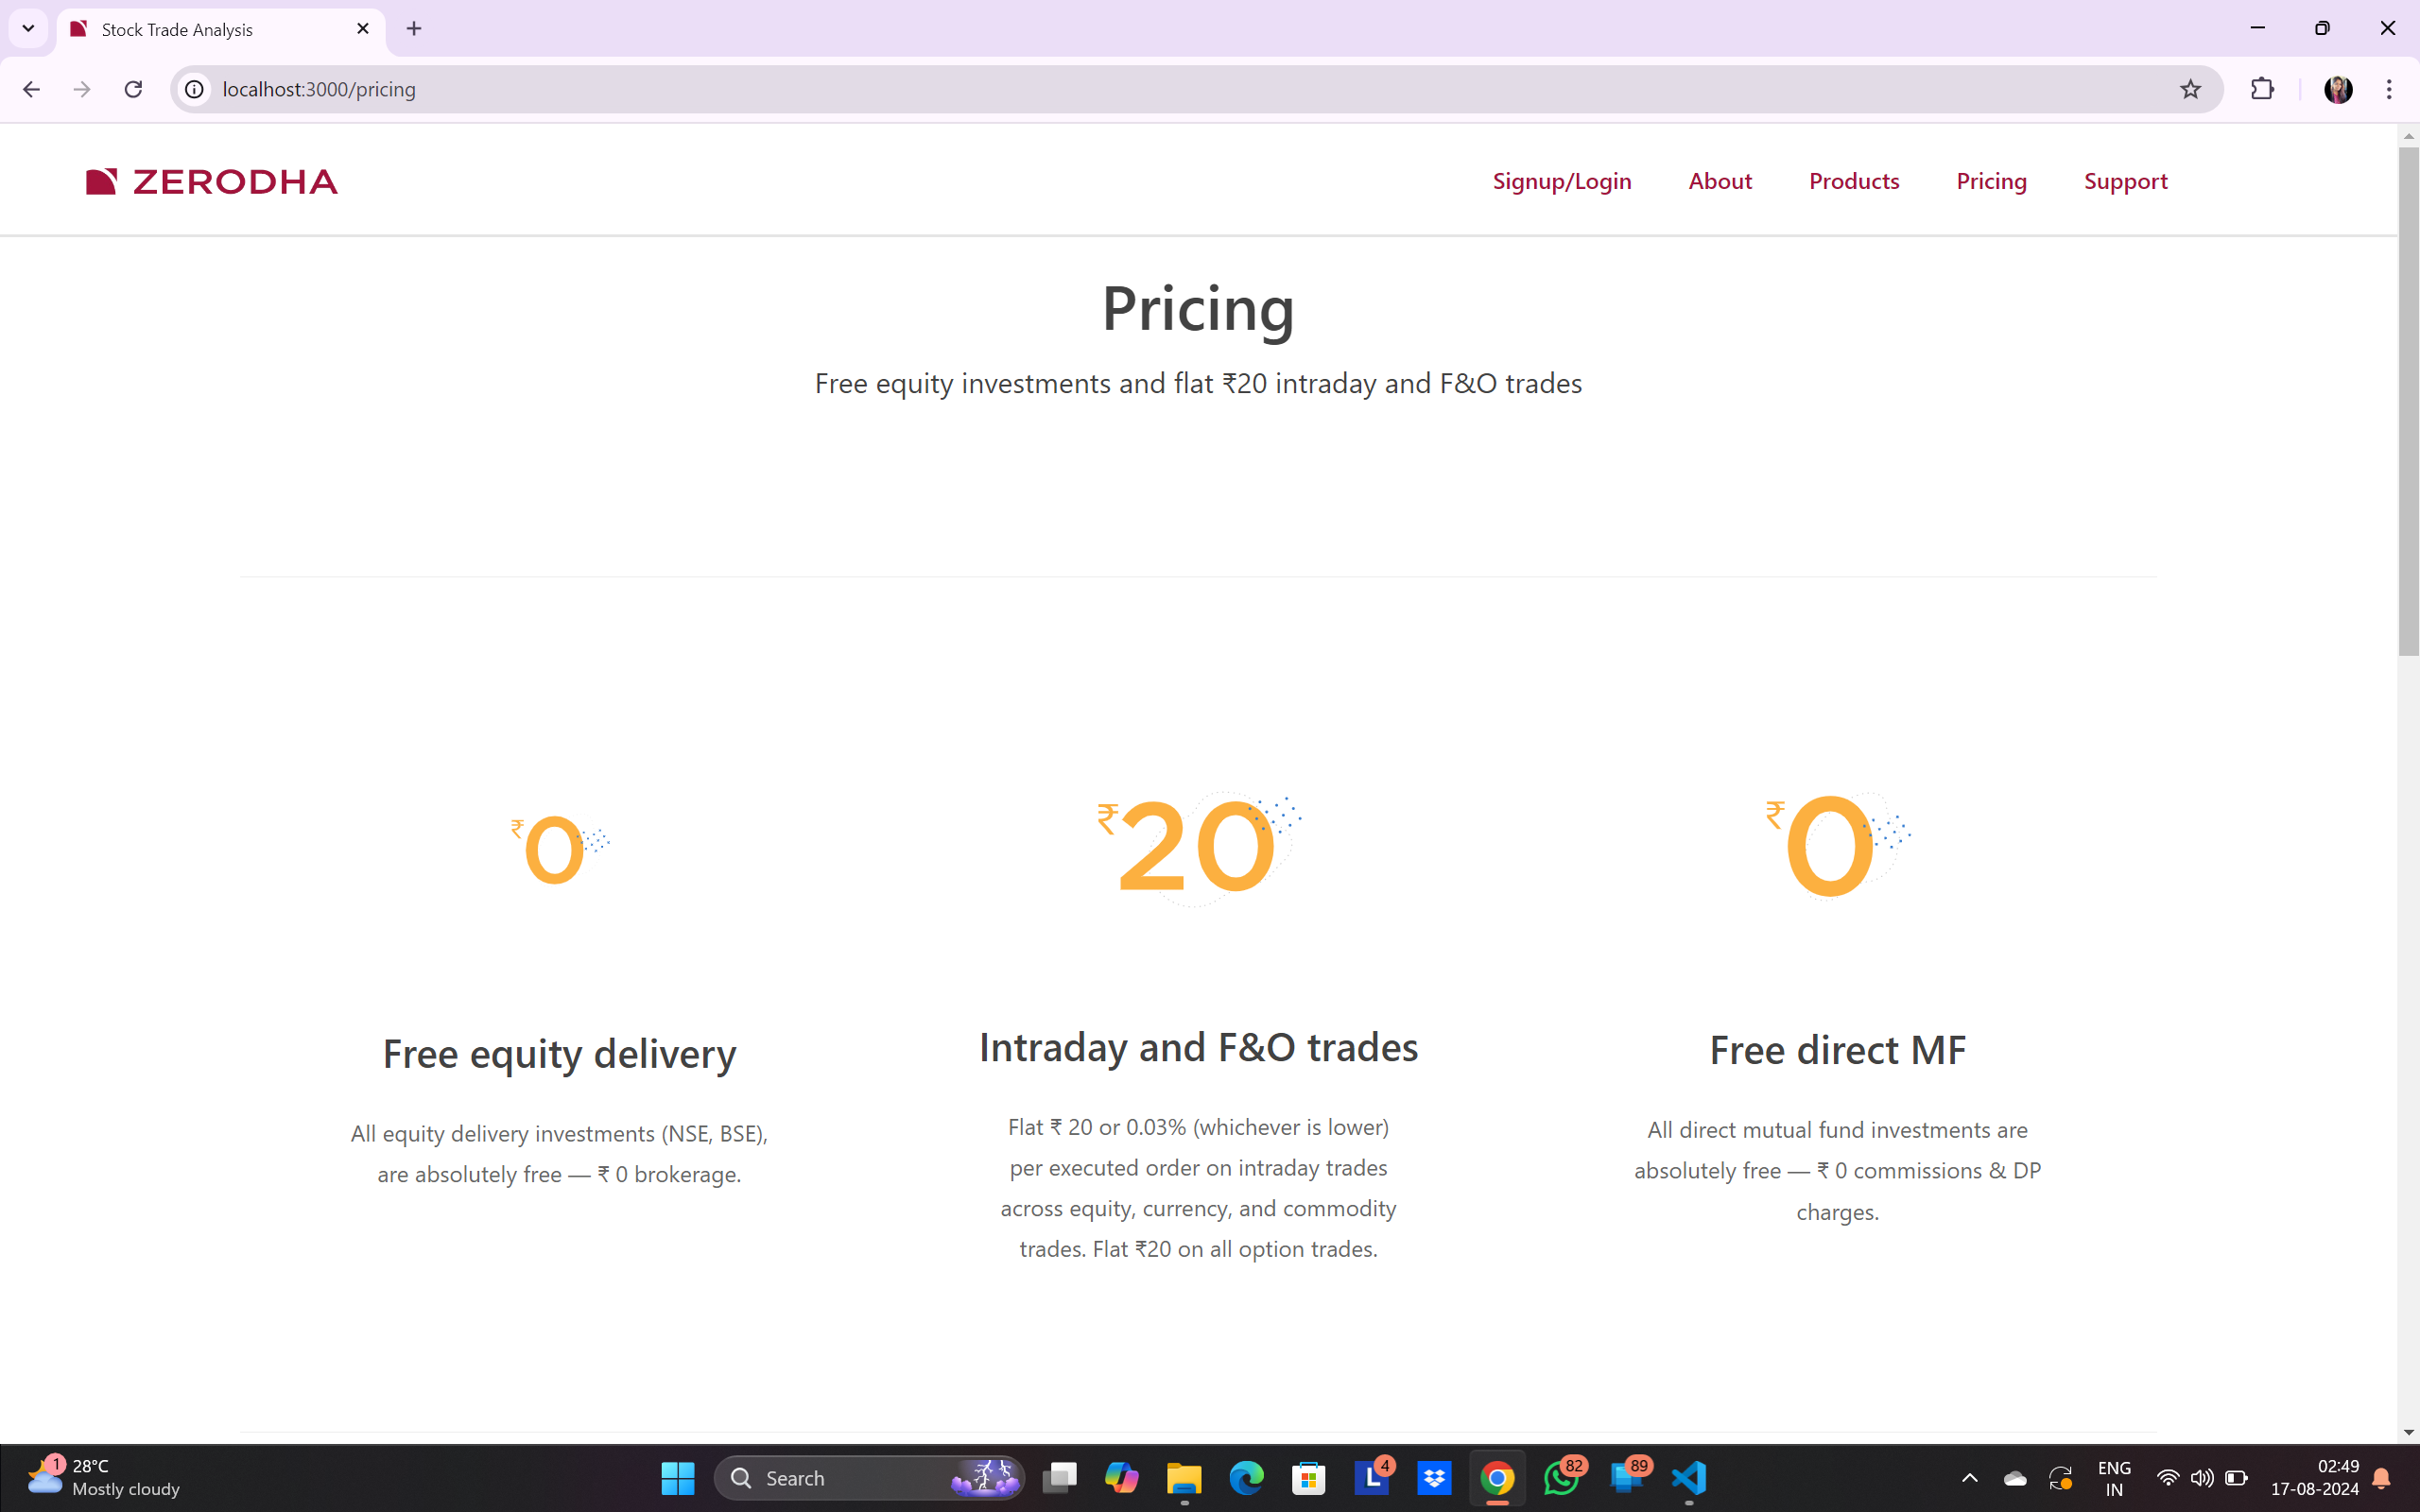 Stock Trade Analysis
localhost:3000/pricing
ZERODHA
Signup/Login About Products Pricing Support
Pricing
Free equity investments and flat ₹20 intraday and F&O trades
₹0
₹20
₹0
Free equity delivery
All equity delivery investments (NSE, BSE),
are absolutely free — ₹ 0 brokerage.
Intraday and F&O trades
Flat ₹ 20 or 0.03% (whichever is lower)
per executed order on intraday trades
across equity, currency, and commodity
trades. Flat ₹20 on all option trades.
Free direct MF
All direct mutual fund investments are
absolutely free — ₹ 0 commissions & DP
charges.
1
28°C
Mostly cloudy
Search
L
4
82
89
ENG
IN
02:49
17-08-2024